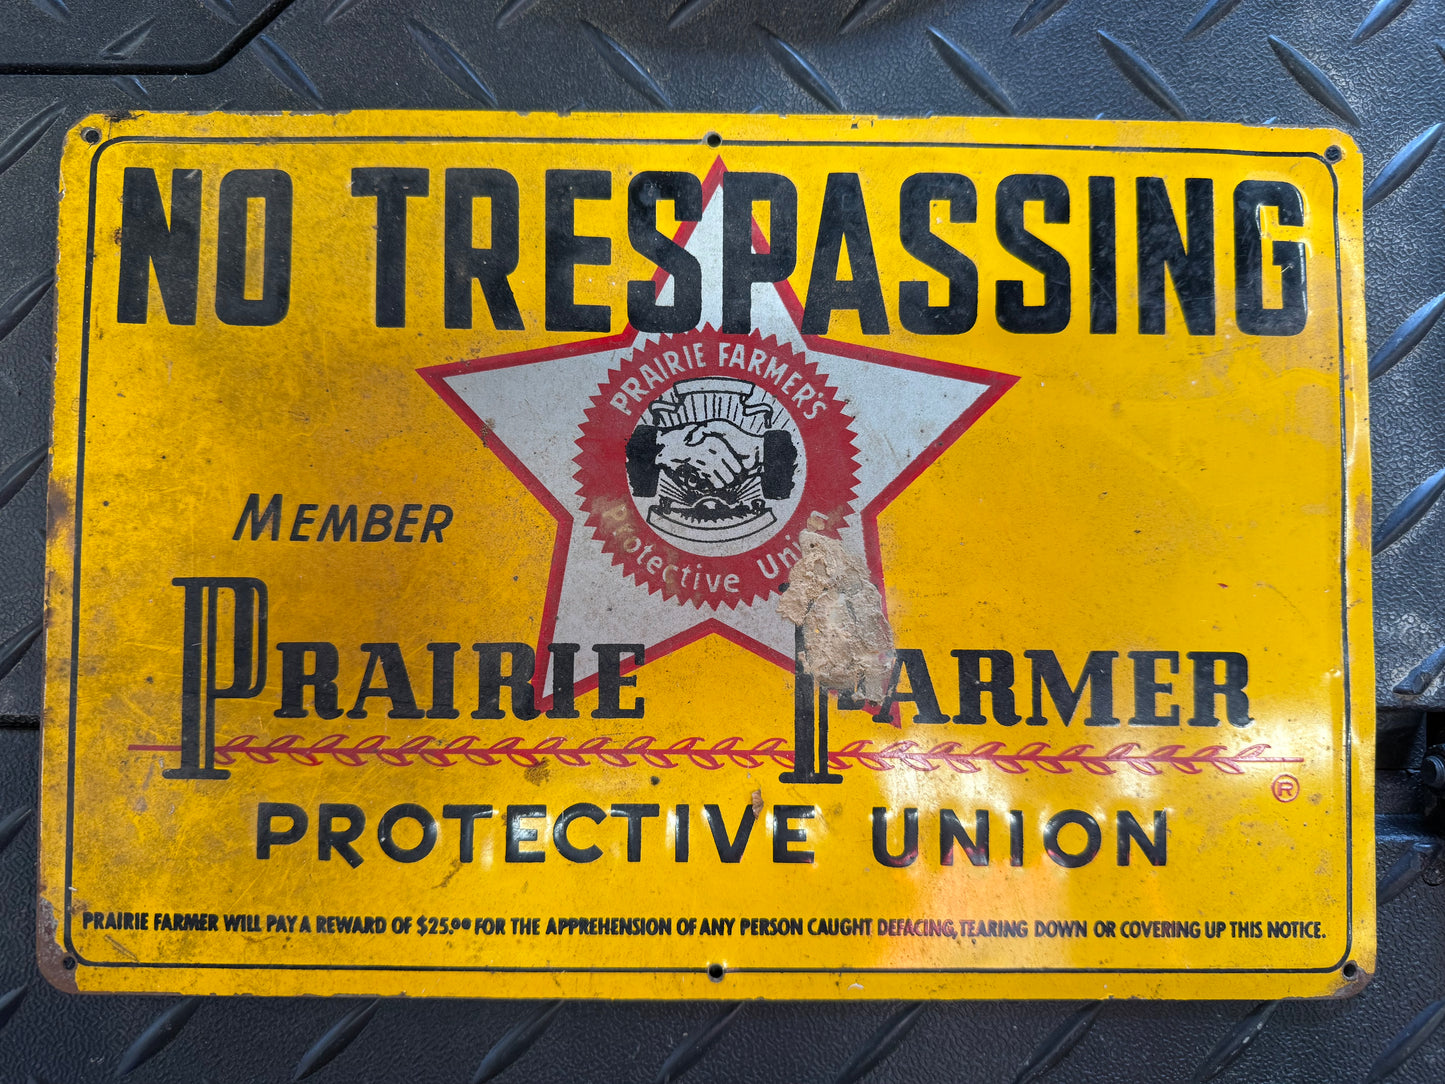 NO TRESPASSING
PRAIRIE FARMER'S
Protective Union
MEMBER
PRAIRIE FARMER
®
PROTECTIVE UNION
PRAIRIE FARMER WILL PAY A REWARD OF $25.00 FOR THE APPREHENSION OF ANY PERSON CAUGHT DEFACING, TEARING DOWN OR COVERING UP THIS NOTICE.